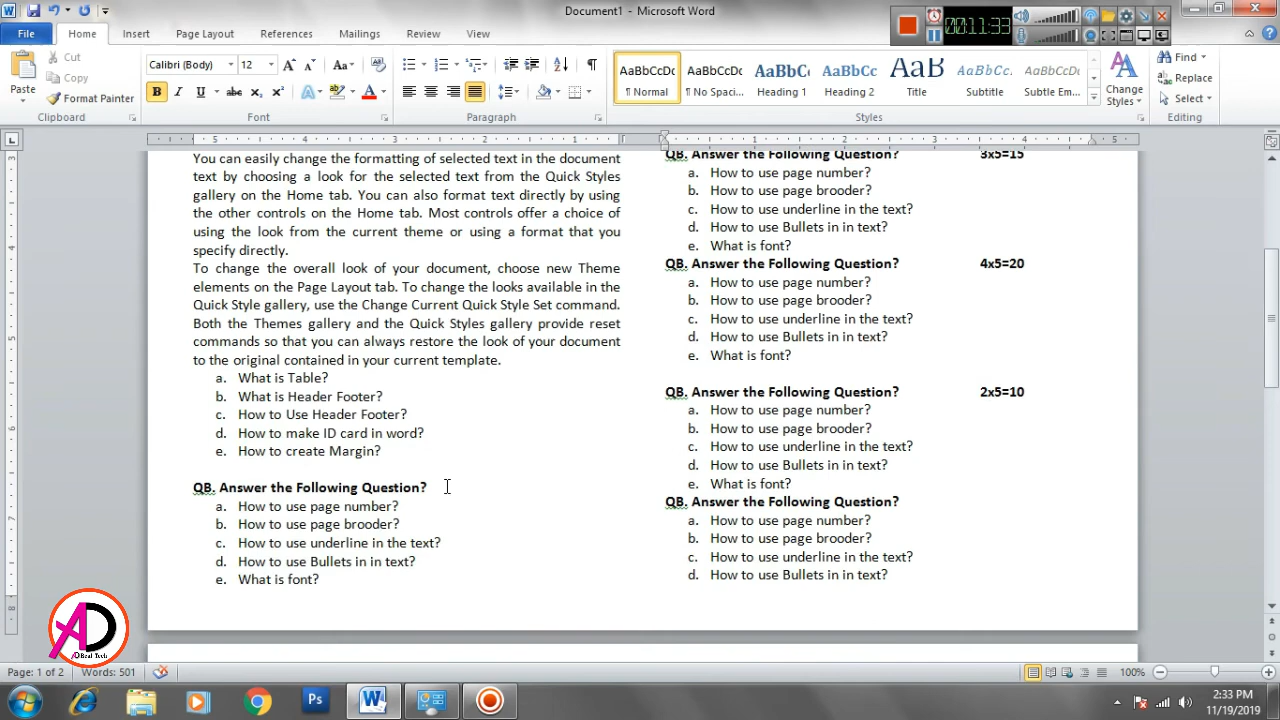 Document1 - Microsoft Word
00:11:33
File
Home
Insert
Page Layout
References
Mailings
Review
View
Cut
Copy
Format Painter
Paste
Clipboard
Calibri (Body)
12
Font
Paragraph
AaBbCcDc
¶ Normal
AaBbCcDc
¶ No Spaci...
AaBbCc
Heading 1
AaBbCc
Heading 2
AaB
Title
AaBbCc.
Subtitle
AaBbCcDc
Subtle Em...
Change
Styles
Styles
Find
Replace
Select
Editing
You can easily change the formatting of selected text in the document
text by choosing a look for the selected text from the Quick Styles
gallery on the Home tab. You can also format text directly by using
the other controls on the Home tab. Most controls offer a choice of
using the look from the current theme or using a format that you
specify directly.
To change the overall look of your document, choose new Theme
elements on the Page Layout tab. To change the looks available in the
Quick Style gallery, use the Change Current Quick Style Set command.
Both the Themes gallery and the Quick Styles gallery provide reset
commands so that you can always restore the look of your document
to the original contained in your current template.
a. What is Table?
b. What is Header Footer?
c. How to Use Header Footer?
d. How to make ID card in word?
e. How to create Margin?
QB. Answer the Following Question?
a. How to use page number?
b. How to use page brooder?
c. How to use underline in the text?
d. How to use Bullets in in text?
e. What is font?
QB. Answer the Following Question? 3x5=15
a. How to use page number?
b. How to use page brooder?
c. How to use underline in the text?
d. How to use Bullets in in text?
e. What is font?
QB. Answer the Following Question? 4x5=20
a. How to use page number?
b. How to use page brooder?
c. How to use underline in the text?
d. How to use Bullets in in text?
e. What is font?
QB. Answer the Following Question? 2x5=10
a. How to use page number?
b. How to use page brooder?
c. How to use underline in the text?
d. How to use Bullets in in text?
e. What is font?
QB. Answer the Following Question?
a. How to use page number?
b. How to use page brooder?
c. How to use underline in the text?
d. How to use Bullets in in text?
AD
Page: 1 of 2
Words: 501
100%
Ps
2:33 PM
11/19/2019